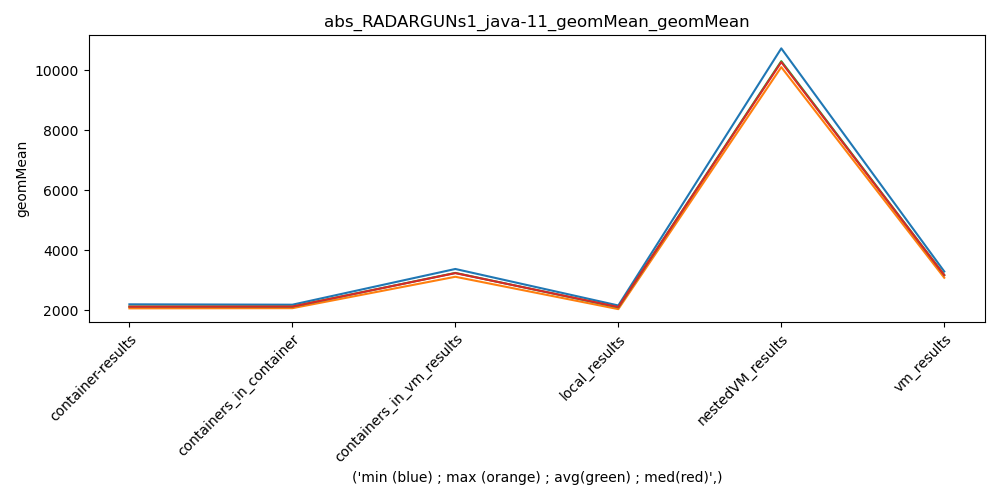 abs_RADARGUNs1_java-11_geomMean_geomMean
geomMean
10000
8000
6000
4000
2000
container-results
containers_in_container
containers_in_vm_results
local_results
nestedVM_results
vm_results
('min (blue) ; max (orange) ; avg(green) ; med(red)',)